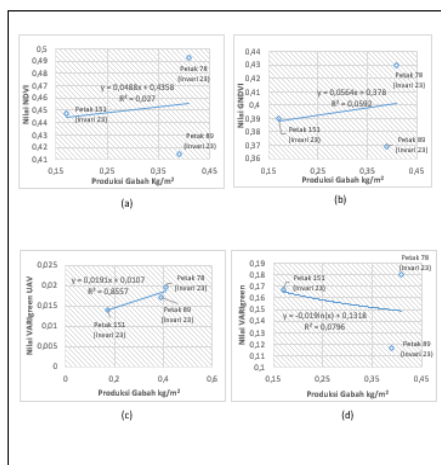 0,5
0,49
0,48
0,47
0,46
0,45
0,44
0,43
0,42
0,41
Nilai NDVI
Petak 78
(Invari 23)
y = 0,0488x + 0,4358
R² = 0,027
Petak 151
(Invari 23)
Petak 89
(Invari 23)
0,15 0,25 0,35 0,45
Produksi Gabah Kg/m²
(a)
0,44
0,43
0,42
0,41
0,4
0,39
0,38
0,37
0,36
Nilai GNDVI
Petak 78
(Invari 23)
y = 0,0564x + 0,378
R² = 0,0592
Petak 151
(Invari 23)
Petak 89
(Invari 23)
0,15 0,25 0,35 0,45
Produksi Gabah Kg/m²
(b)
0,025
0,02
0,015
0,01
0,005
0
Nilai VARIgreen UAV
y = 0,0191x + 0,0107
R² = 0,8557
Petak 78
(Invari 23)
Petak 89
(Invari 23)
Petak 151
(Invari 23)
0 0,2 0,4 0,6
Produksi Gabah kg/m²
(c)
0,19
0,18
0,17
0,16
0,15
0,14
0,13
0,12
0,11
0,1
Nilai VARIgreen
Petak 78
(Invari 23)
Petak 151
(Invari 23)
y = -0,019ln(x) + 0,1318
R² = 0,0796
Petak 89
(Invari 23)
0,15 0,25 0,35 0,45
Produksi Gabah kg/m²
(d)